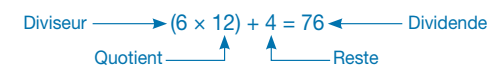 Diviseur (6 × 12) + 4 = 76 Dividende
Quotient Reste